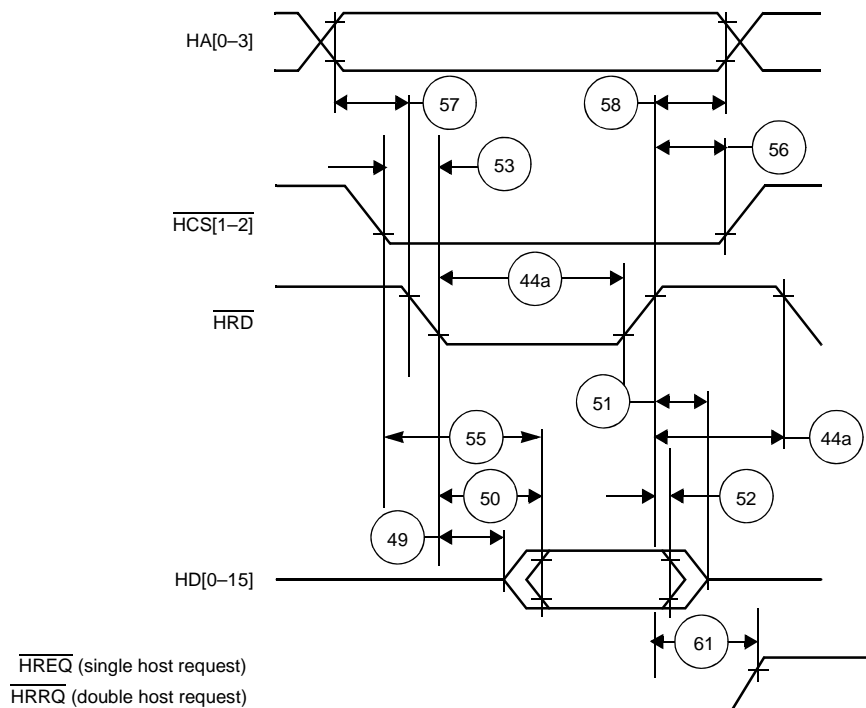 HA[0–3]
57
58
53
56
HCS[1–2]
44a
HRD
51
55
44a
50
52
49
HD[0–15]
61
HREQ (single host request)
HRRQ (double host request)